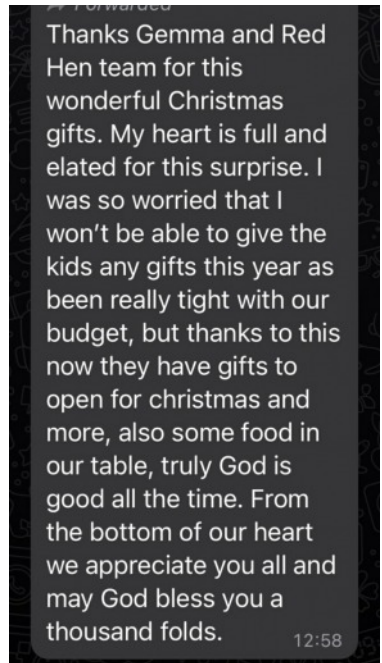 Forwarded
Thanks Gemma and Red
Hen team for this
wonderful Christmas
gifts. My heart is full and
elated for this surprise. I
was so worried that I
won't be able to give the
kids any gifts this year as
been really tight with our
budget, but thanks to this
now they have gifts to
open for christmas and
more, also some food in
our table, truly God is
good all the time. From
the bottom of our heart
we appreciate you all and
may God bless you a
thousand folds.
12:58